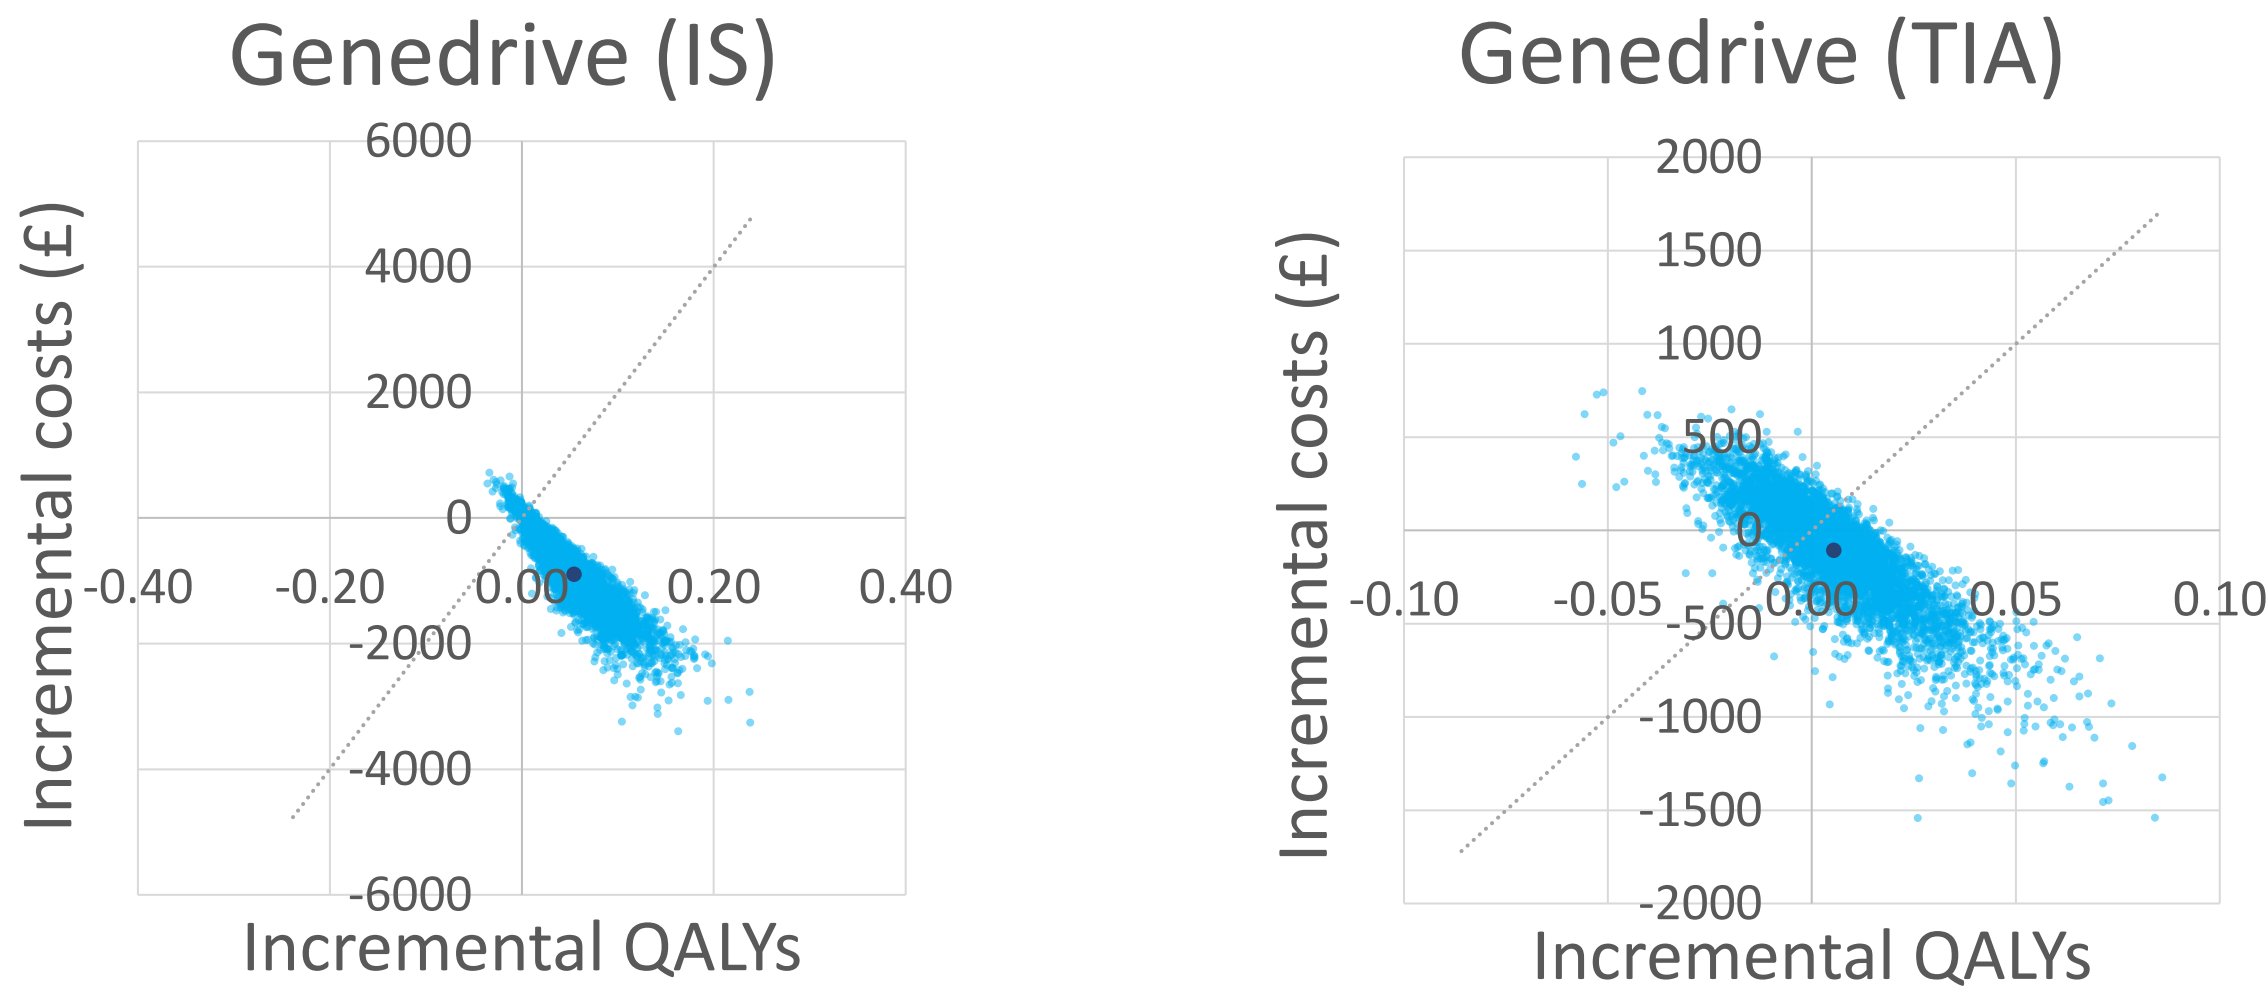 Genedrive (IS)
6000
4000
2000
0
-0.40 -0.20 0.00 0.20 0.40
-2000
-4000
-6000
Incremental costs (£)
Incremental QALYs
Genedrive (TIA)
2000
1500
1000
500
0
-0.10 -0.05 0.00 0.05 0.10
-500
-1000
-1500
-2000
Incremental costs (£)
Incremental QALYs